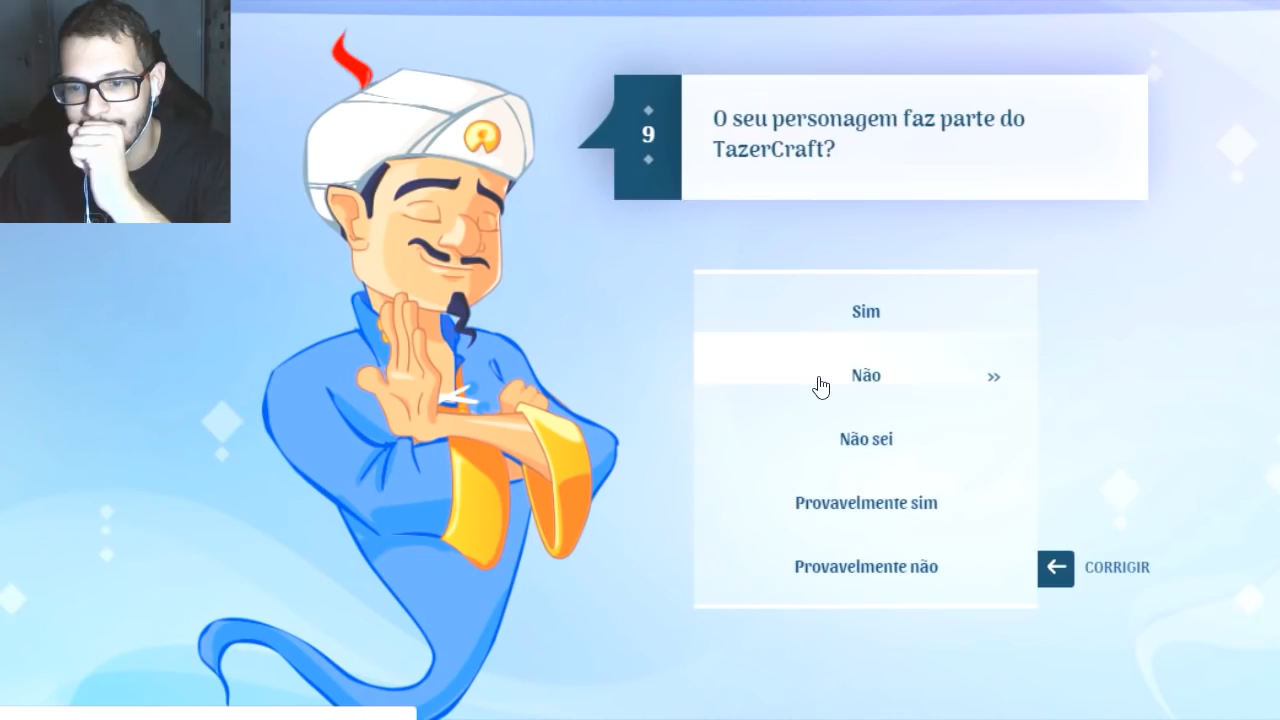 9
O seu personagem faz parte do
TazerCraft?
Sim
Não
Não sei
Provavelmente sim
Provavelmente não
CORRIGIR